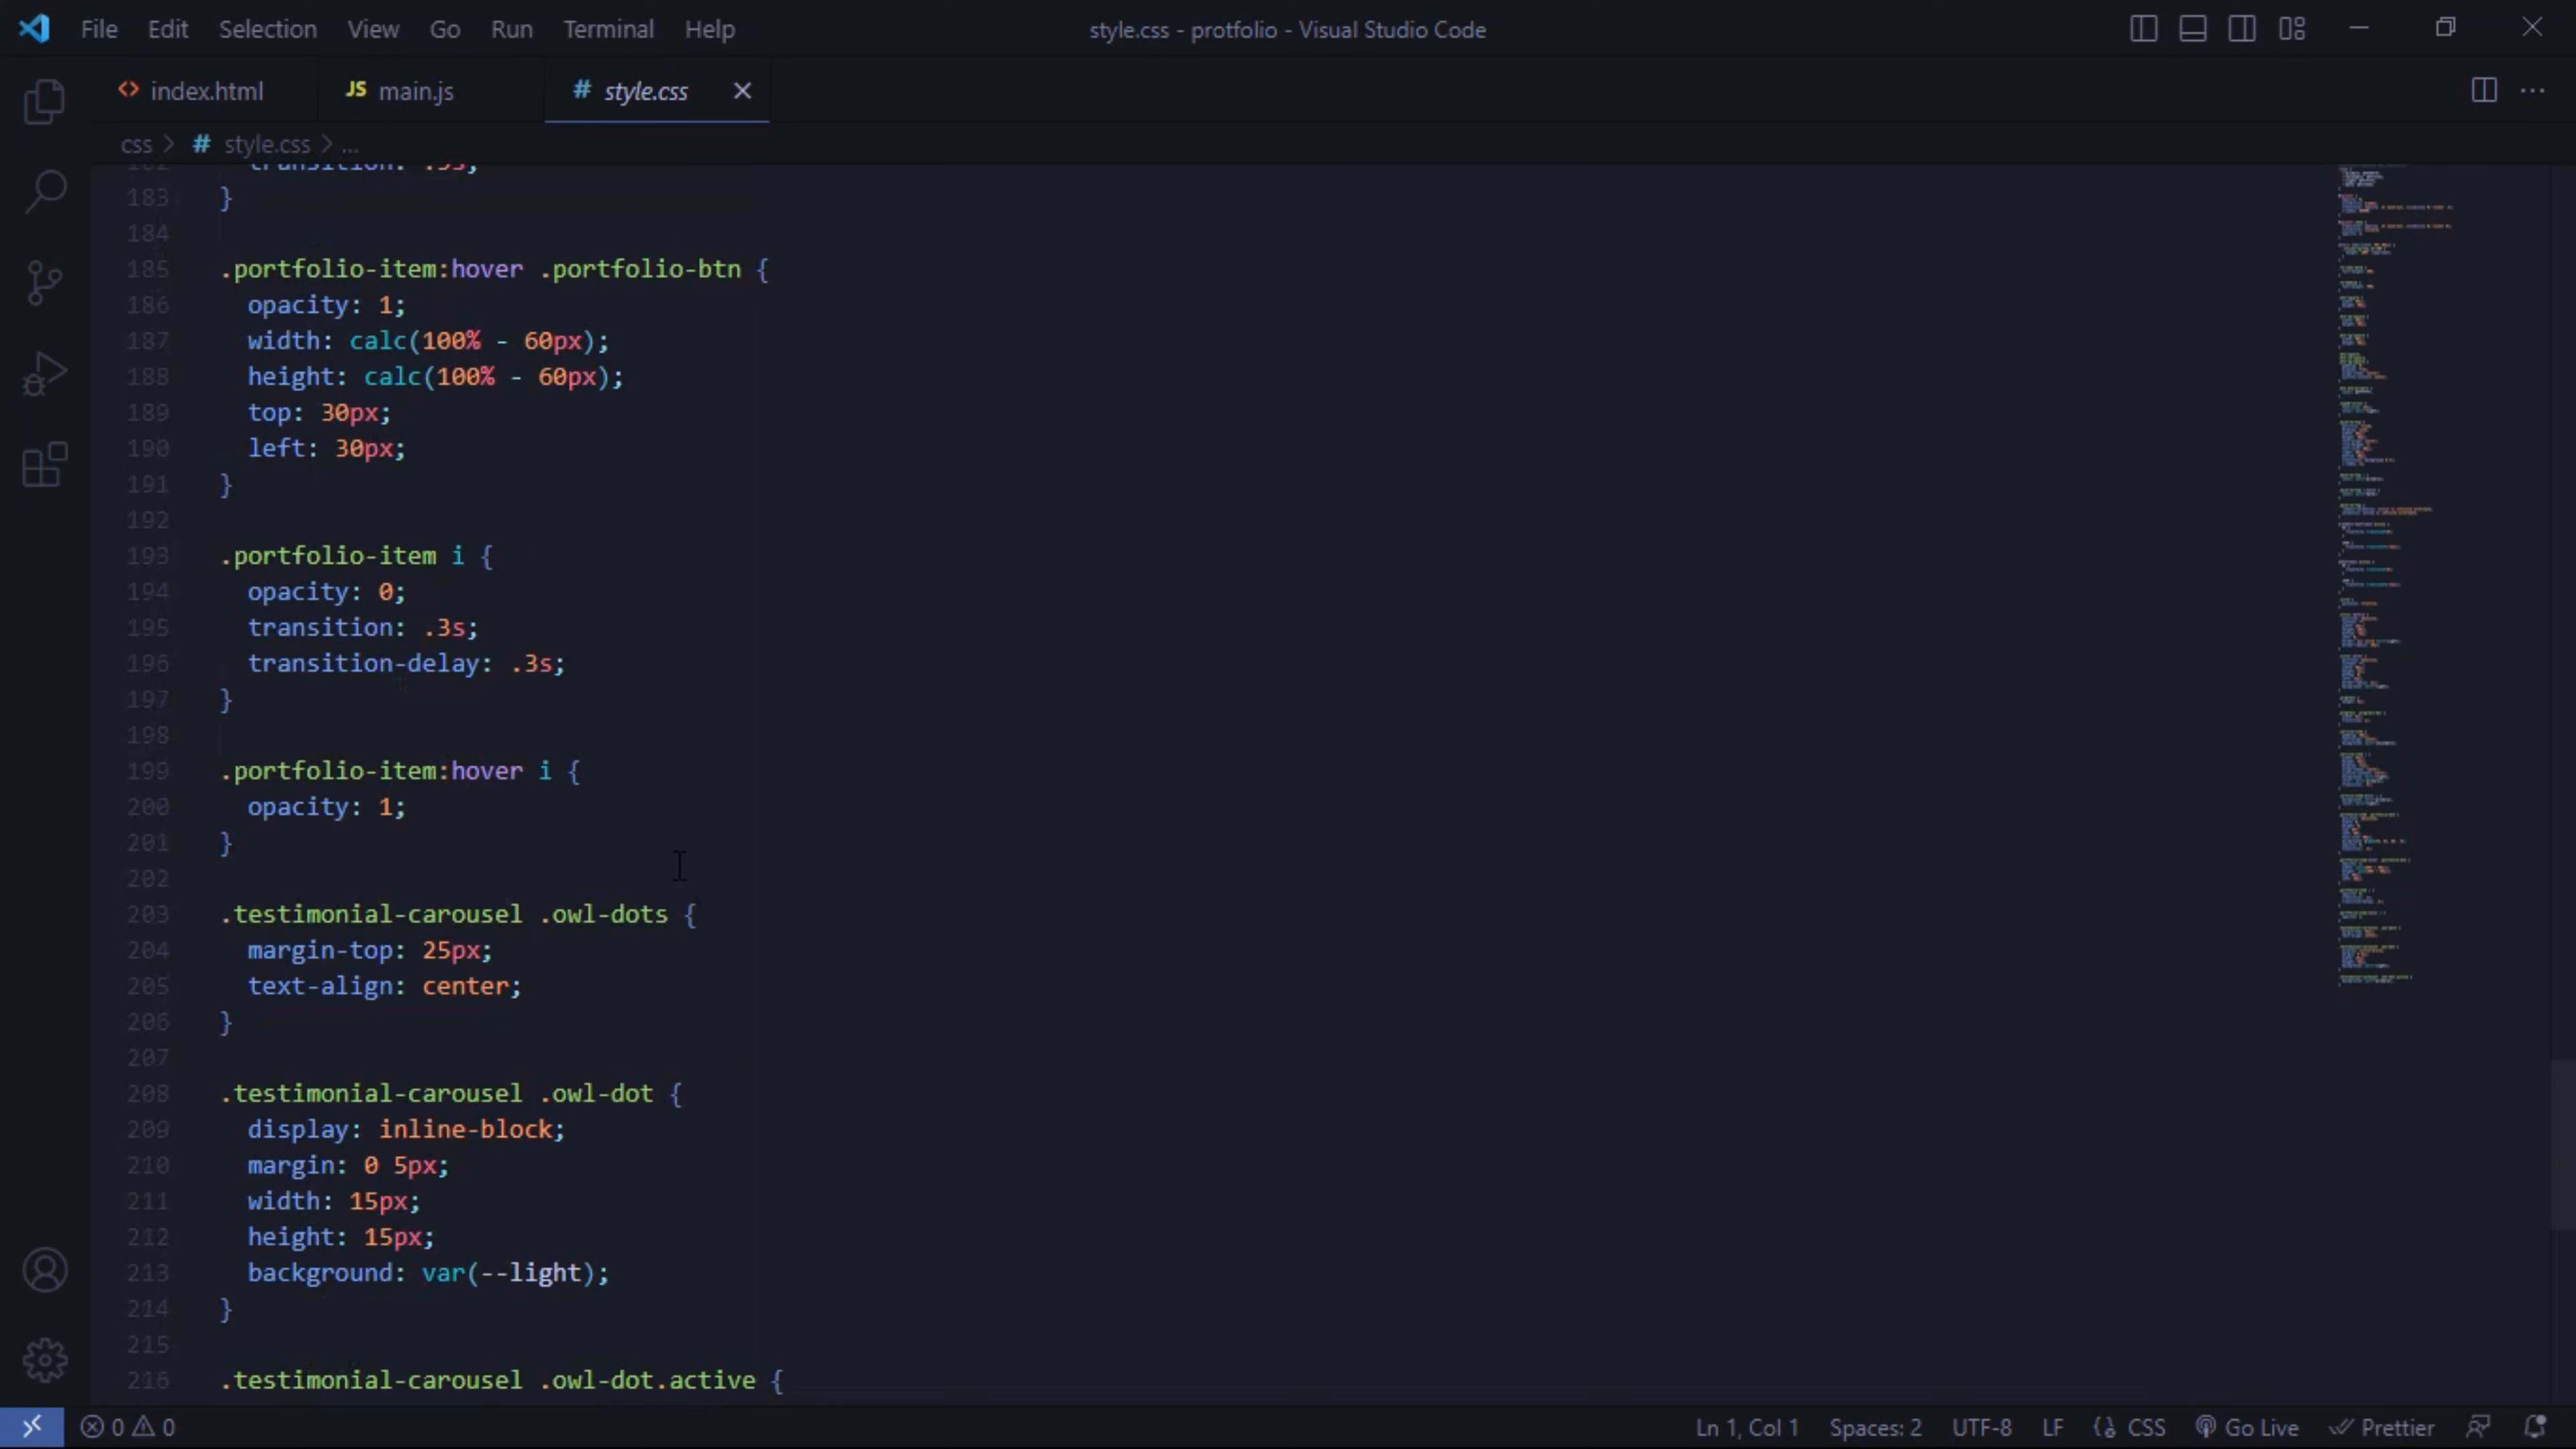 File Edit Selection View Go Run Terminal Help
style.css - protfolio - Visual Studio Code
<> index.html
JS main.js
# style.css
css > # style.css > ...
182 transition: .3s;
183 }
184
185 .portfolio-item:hover .portfolio-btn {
186 opacity: 1;
187 width: calc(100% - 60px);
188 height: calc(100% - 60px);
189 top: 30px;
190 left: 30px;
191 }
192
193 .portfolio-item i {
194 opacity: 0;
195 transition: .3s;
196 transition-delay: .3s;
197 }
198
199 .portfolio-item:hover i {
200 opacity: 1;
201 }
202
203 .testimonial-carousel .owl-dots {
204 margin-top: 25px;
205 text-align: center;
206 }
207
208 .testimonial-carousel .owl-dot {
209 display: inline-block;
210 margin: 0 5px;
211 width: 15px;
212 height: 15px;
213 background: var(--light);
214 }
215
216 .testimonial-carousel .owl-dot.active {
0 0
Ln 1, Col 1 Spaces: 2 UTF-8 LF {} CSS Go Live Prettier